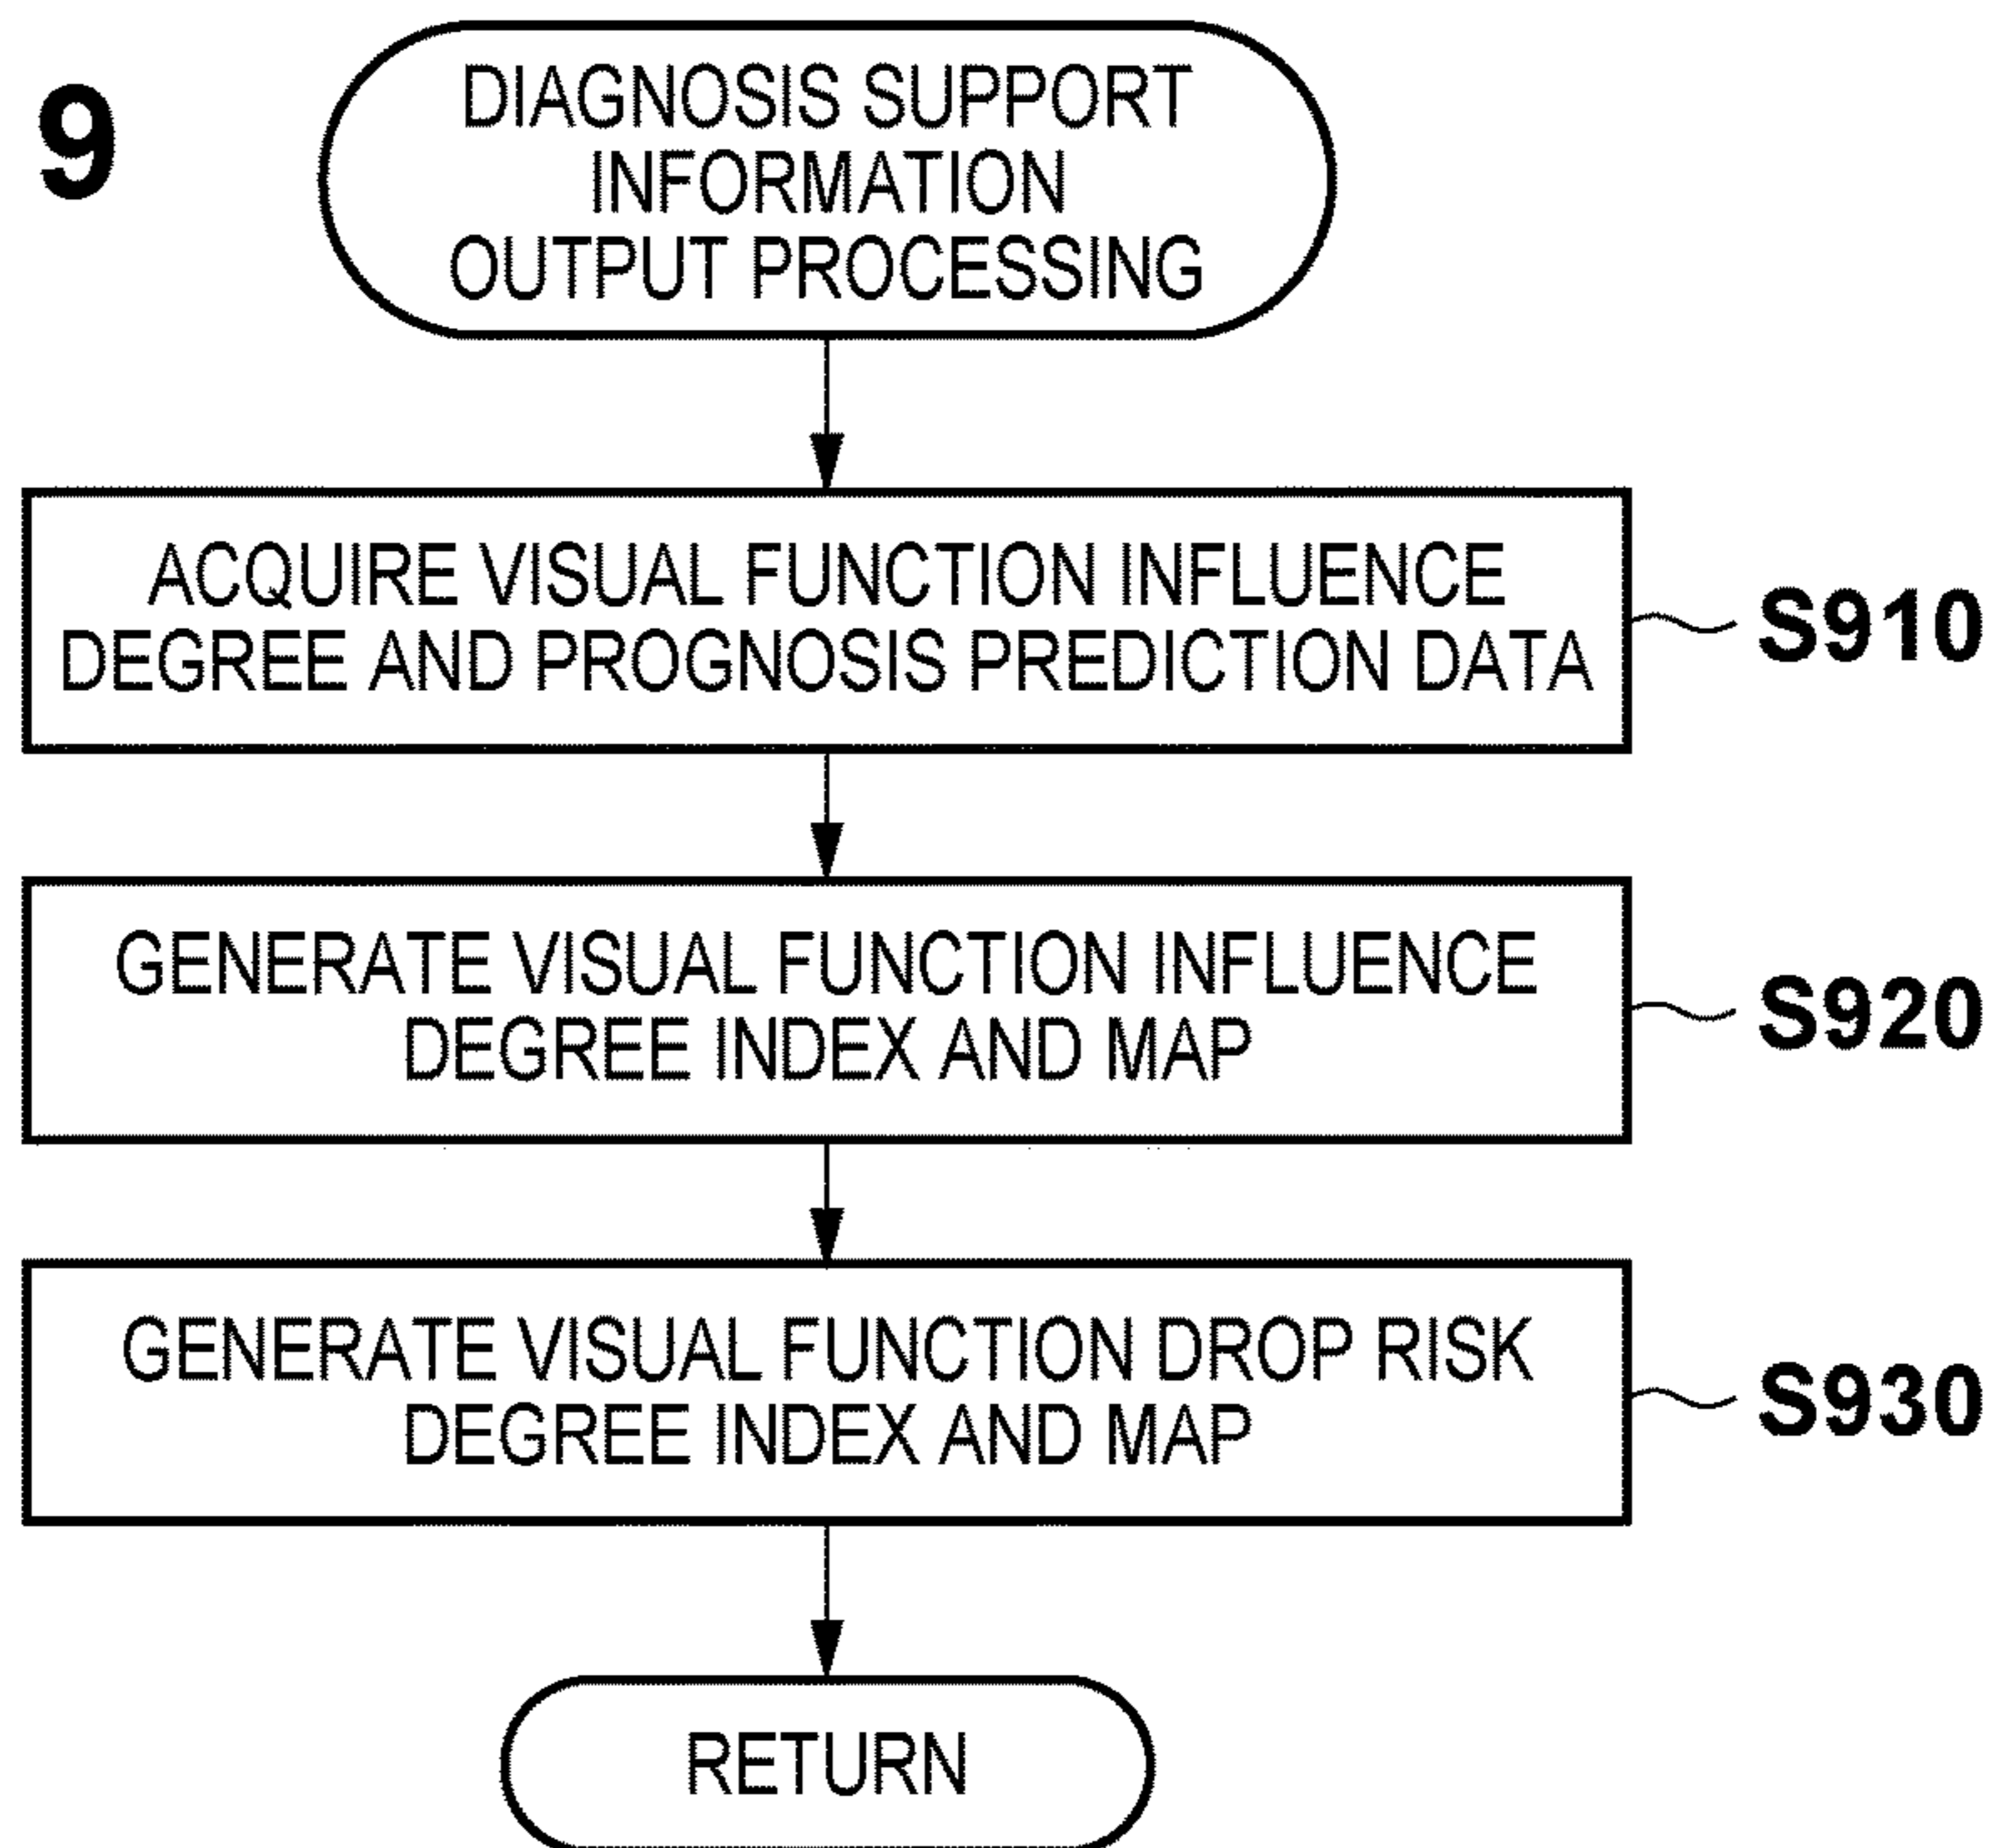 9
DIAGNOSIS SUPPORT
INFORMATION
OUTPUT PROCESSING
ACQUIRE VISUAL FUNCTION INFLUENCE
DEGREE AND PROGNOSIS PREDICTION DATA
S910
GENERATE VISUAL FUNCTION INFLUENCE
DEGREE INDEX AND MAP
S920
GENERATE VISUAL FUNCTION DROP RISK
DEGREE INDEX AND MAP
S930
RETURN